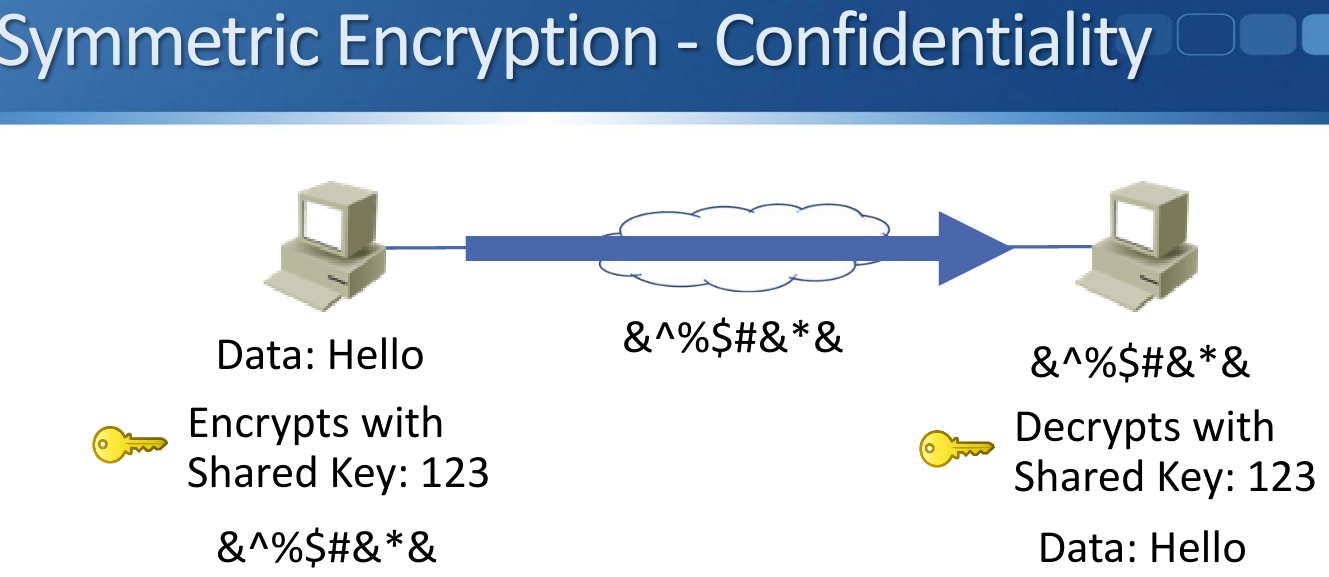 Symmetric Encryption - Confidentiality
Data: Hello
Encrypts with
Shared Key: 123
&^%$#&*&
&^%$#&*&
&^%$#&*&
Decrypts with
Shared Key: 123
Data: Hello